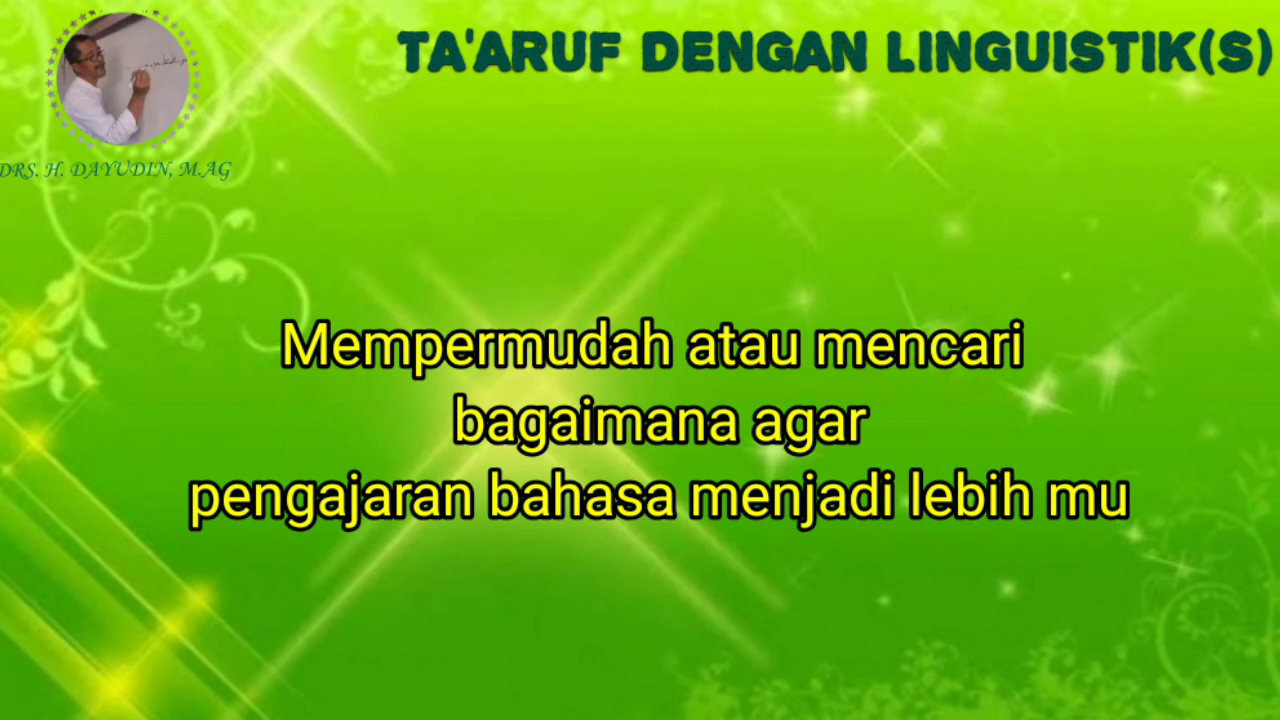 TA'ARUF DENGAN LINGUISTIK(S)
DRS. H. DAYUDIN, M.AG
Mempermudah atau mencari
bagaimana agar
pengajaran bahasa menjadi lebih mu